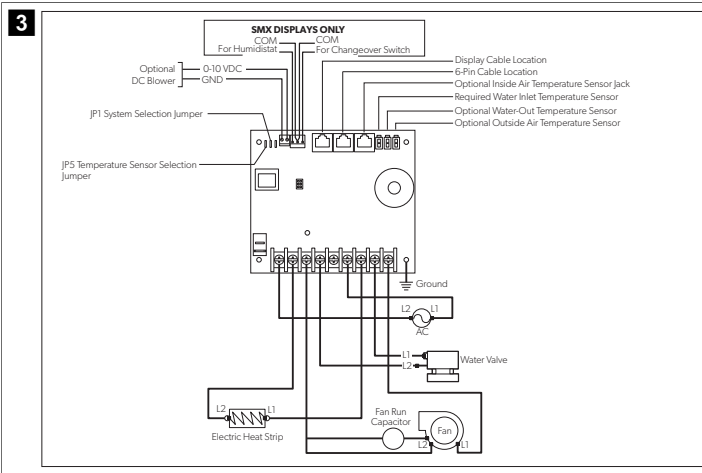 3
SMX DISPLAYS ONLY
COM
COM
For Humidistat
For Changeover Switch
Optional
DC Blower
0-10 VDC
GND
Display Cable Location
6-Pin Cable Location
Optional Inside Air Temperature Sensor Jack
Required Water Inlet Temperature Sensor
Optional Water-Out Temperature Sensor
Optional Outside Air Temperature Sensor
JP1 System Selection Jumper
JP5 Temperature Sensor Selection
Jumper
Ground
L2
L1
AC
L1
L2
Water Valve
L2
L1
Electric Heat Strip
Fan Run
Capacitor
Fan
L2
L1